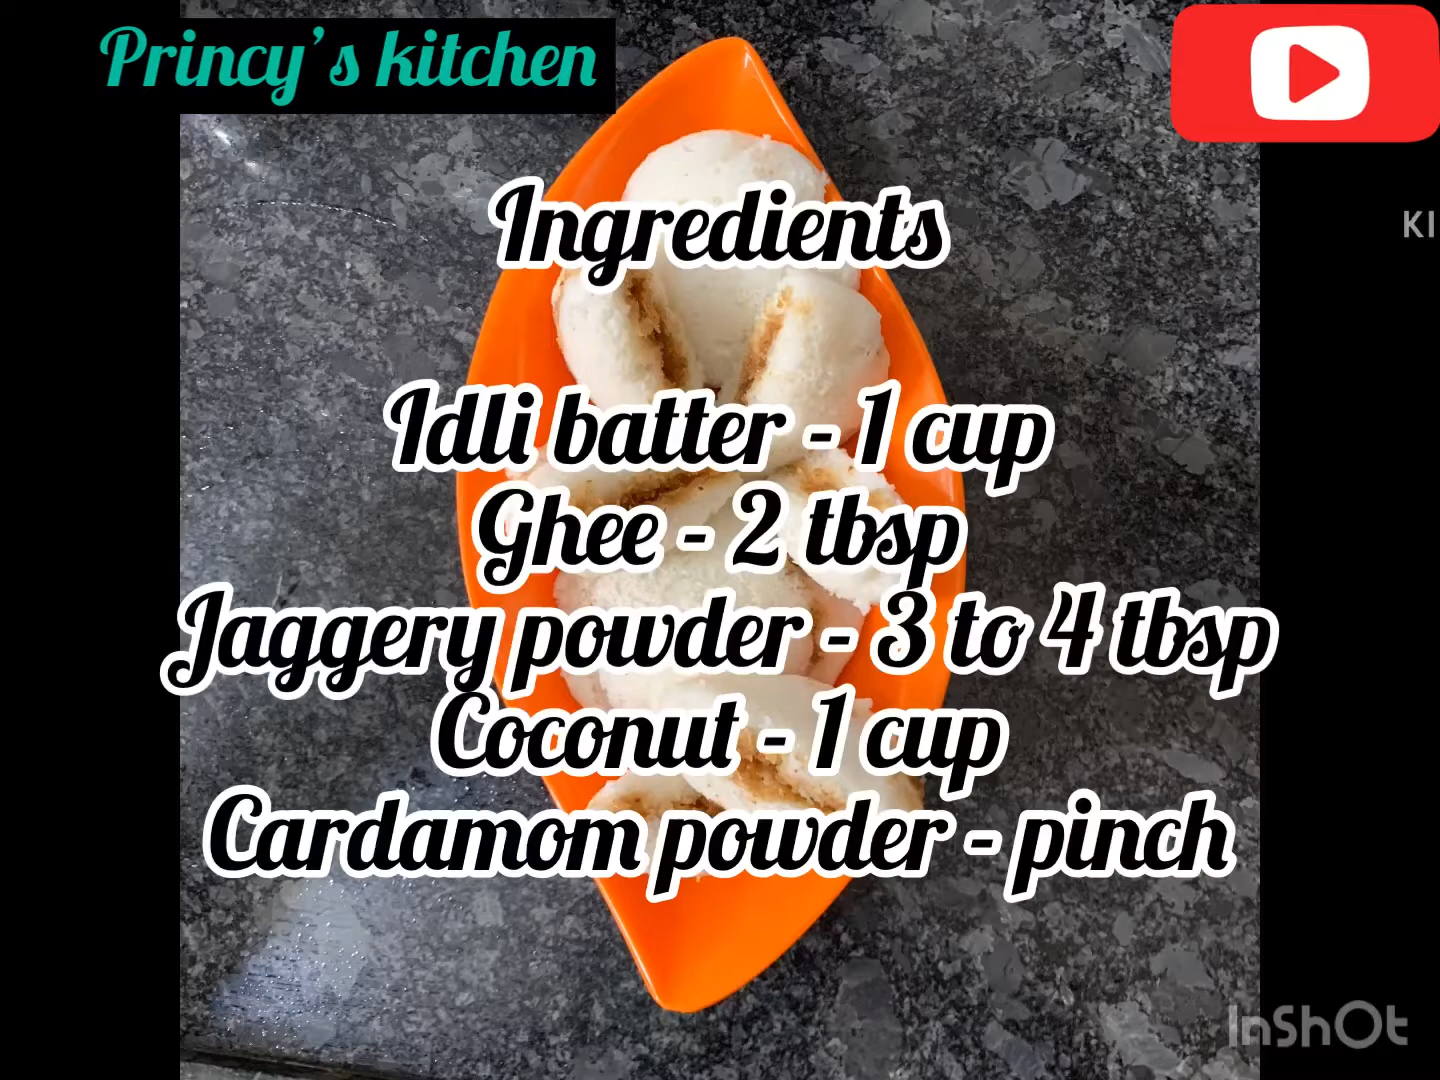 Princy's kitchen
KI
Ingredients
Idli batter - 1 cup
Ghee - 2 tbsp
Jaggery powder - 3 to 4 tbsp
Coconut - 1 cup
Cardamom powder - pinch
InShOt